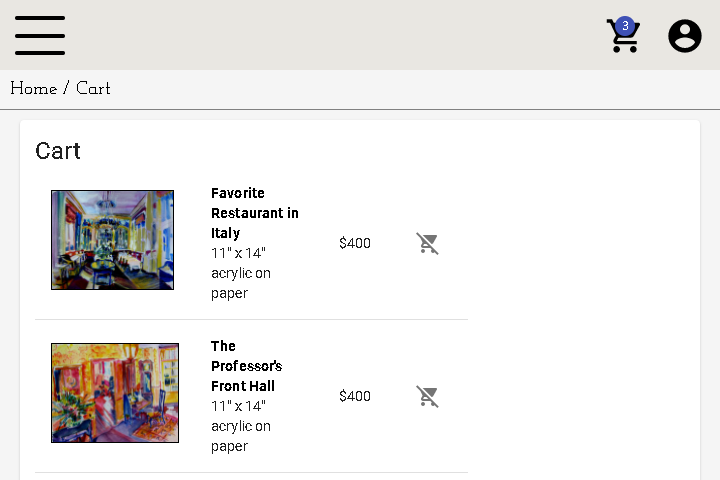 3
Home / Cart
Cart
Favorite
Restaurant in
Italy
11" x 14"
acrylic on
paper
$400
The
Professor's
Front Hall
11" x 14"
acrylic on
paper
$400